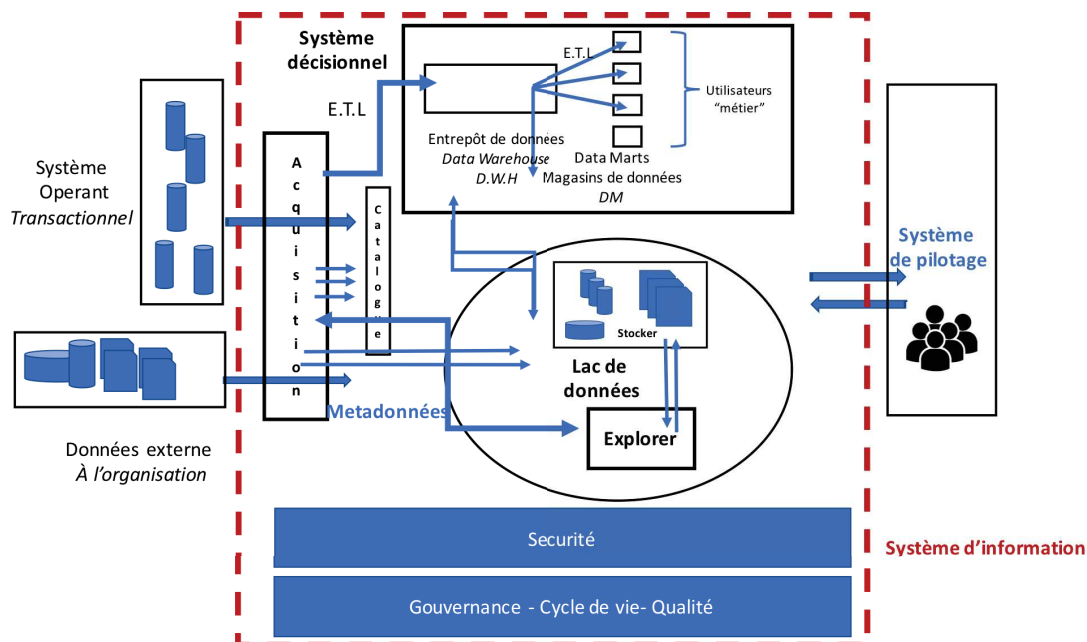 Système
décisionnel
E.T.L
E.T.L
Utilisateurs
“métier”
Entrepôt de données
Data Warehouse
D.W.H
Data Marts
Magasins de données
DM
Système
Operant
Transactionnel
Acquisition
Catalogue
Système
de pilotage
Stocker
Lac de
données
Metadonnées
Explorer
Données externe
À l’organisation
Securité
Système d’information
Gouvernance - Cycle de vie- Qualité